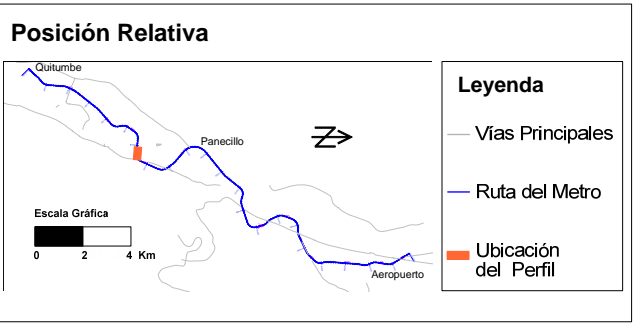 Posición Relativa
Quitumbe
Panecillo
N
Escala Gráfica
0 2 4 Km
Aeropuerto
Leyenda
Vías Principales
Ruta del Metro
Ubicación
del Perfil